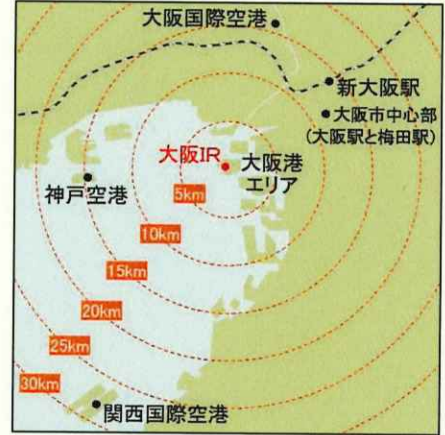 大阪国際空港
新大阪駅
大阪市中心部
(大阪駅と梅田駅)
大阪IR
大阪港
エリア
神戸空港
5km
10km
15km
20km
25km
30km
関西国際空港